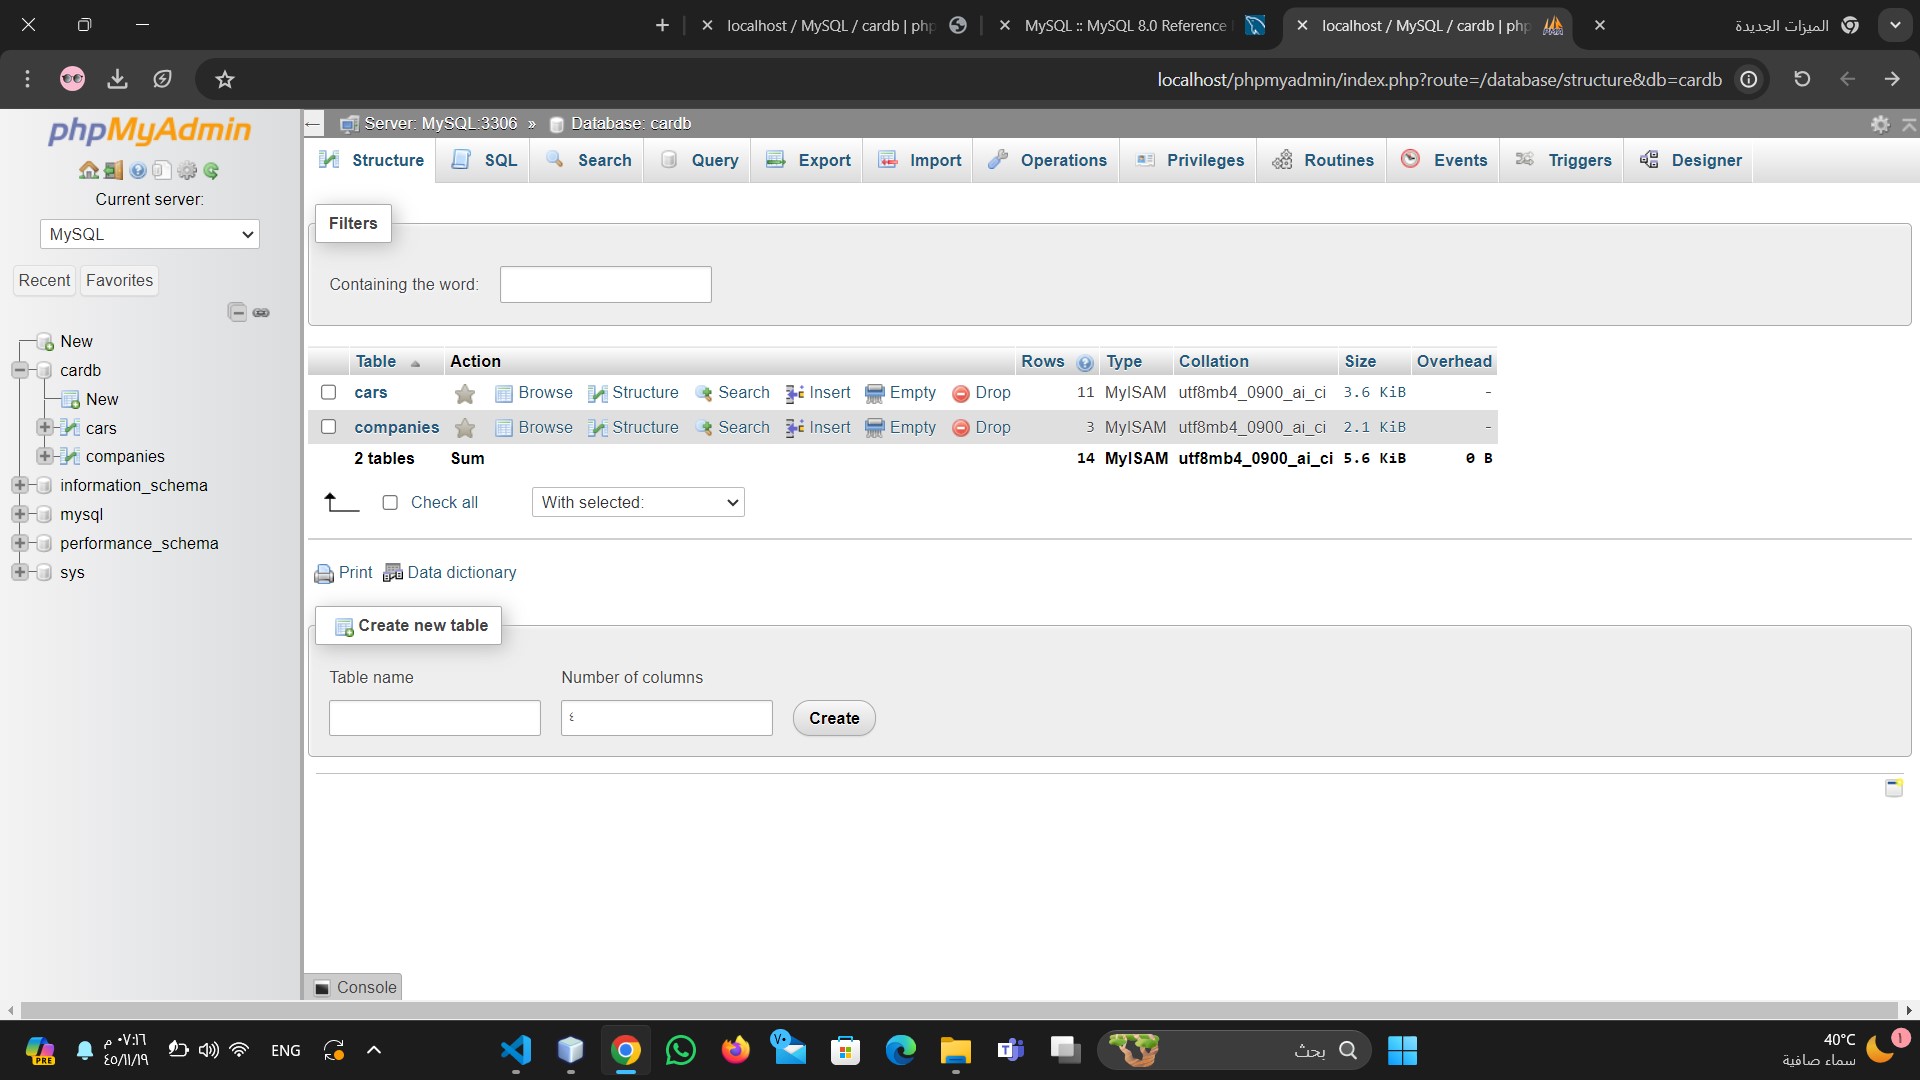 localhost / MySQL / cardb | php
MySQL :: MySQL 8.0 Reference
localhost / MySQL / cardb | php
الميزات الجديدة
localhost/phpmyadmin/index.php?route=/database/structure&db=cardb
phpMyAdmin
Current server:
MySQL
Recent Favorites
New
cardb
New
cars
companies
information_schema
mysql
performance_schema
sys
Server: MySQL:3306 » Database: cardb
Structure SQL Search Query Export Import Operations Privileges Routines Events Triggers Designer
Filters
Containing the word:
Table Action Rows Type Collation Size Overhead
cars Browse Structure Search Insert Empty Drop 11 MyISAM utf8mb4_0900_ai_ci 3.6 KiB -
companies Browse Structure Search Insert Empty Drop 3 MyISAM utf8mb4_0900_ai_ci 2.1 KiB -
2 tables Sum 14 MyISAM utf8mb4_0900_ai_ci 5.6 KiB 0 B
Check all With selected:
Print Data dictionary
Create new table
Table name Number of columns
٤ Create
Console
PRE
٠٧:١٦ م
٤٥/١١/١٩
ENG
بحث
40°C
سماء صافية
١